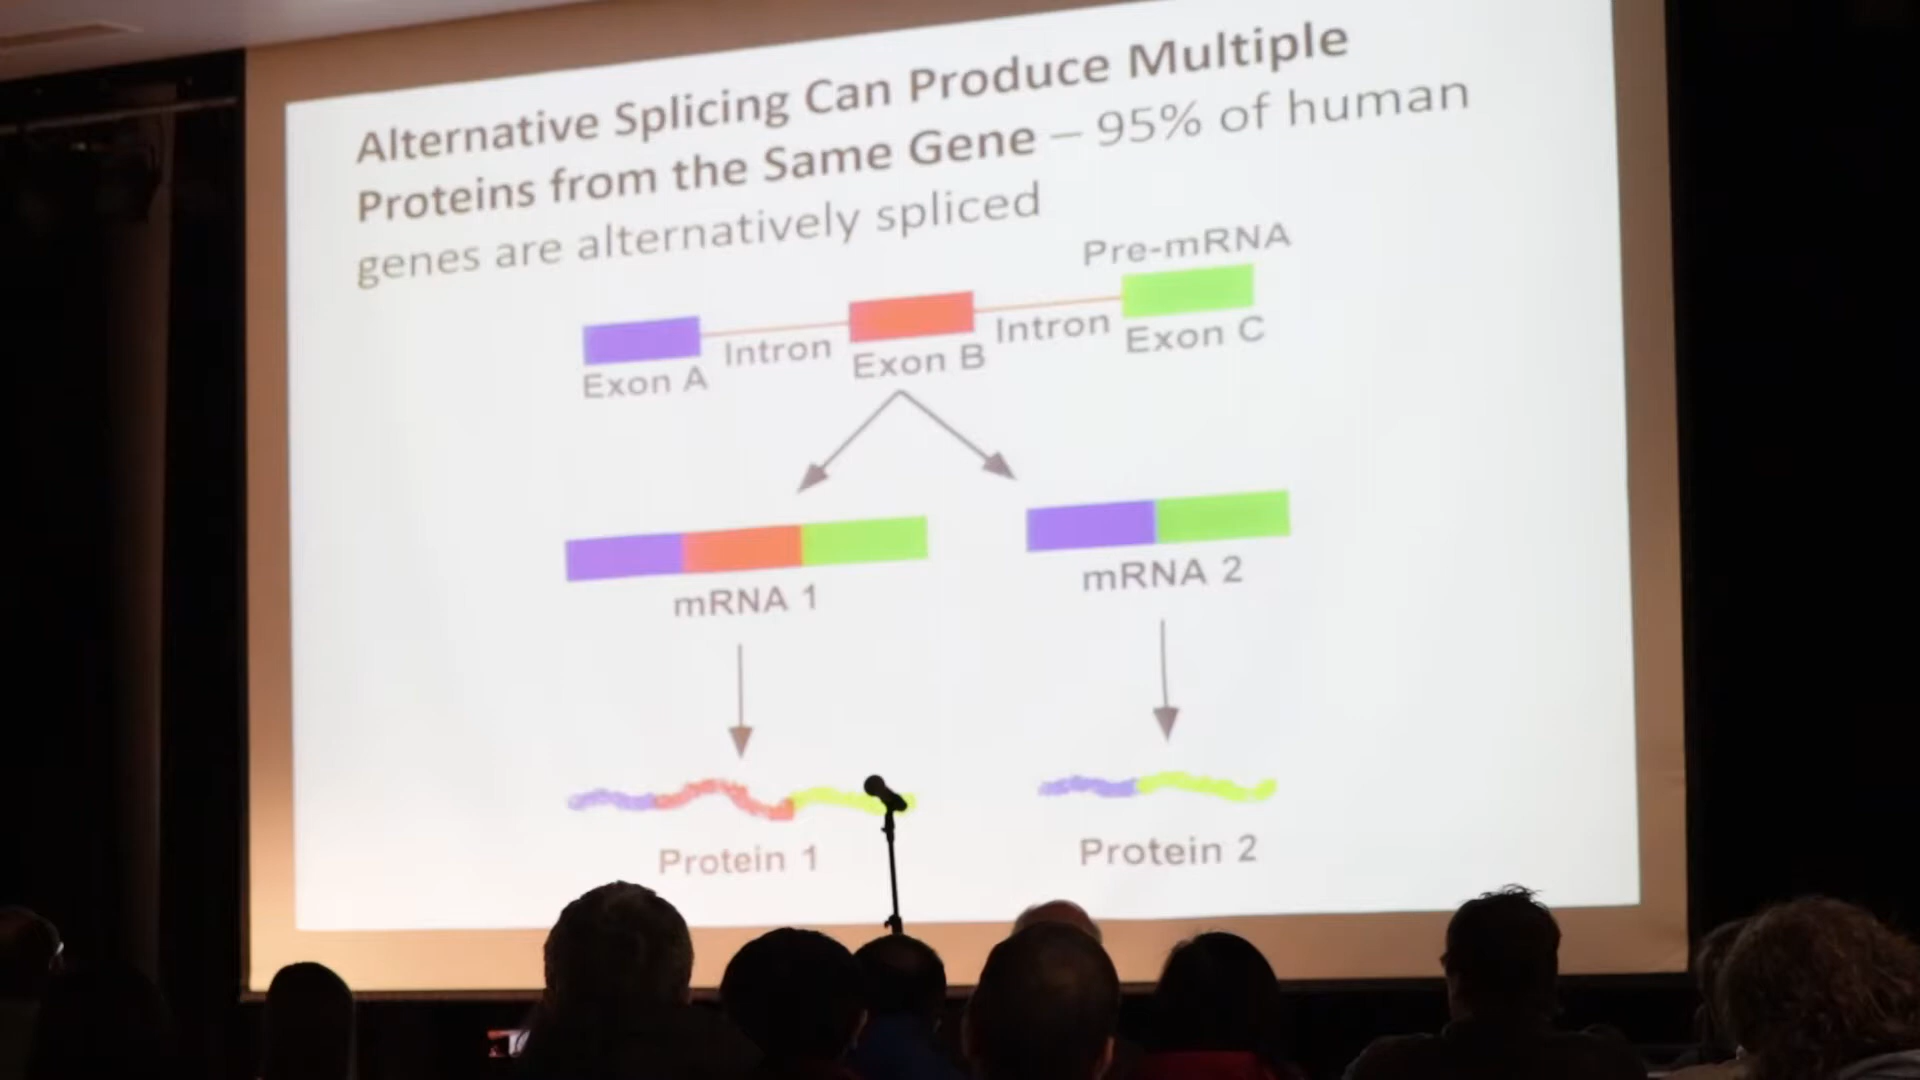 Alternative Splicing Can Produce Multiple
Proteins from the Same Gene – 95% of human
genes are alternatively spliced
Pre-mRNA
Exon A
Intron
Exon B
Intron
Exon C
mRNA 1
mRNA 2
Protein 1
Protein 2